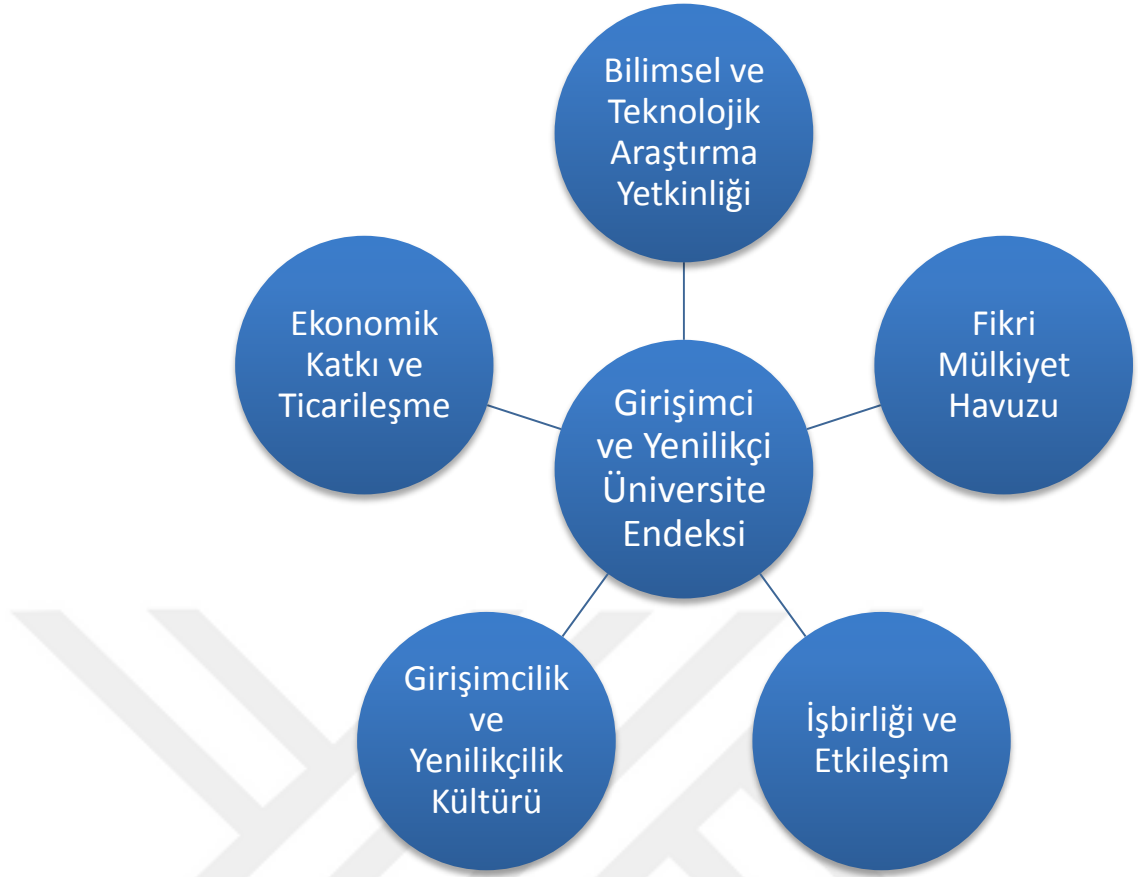 Bilimsel ve
Teknolojik
Araştırma
Yetkinliği
Ekonomik
Katkı ve
Ticarileşme
Fikri
Mülkiyet
Havuzu
Girişimci
ve Yenilikçi
Üniversite
Endeksi
Girişimcilik
ve
Yenilikçilik
Kültürü
İşbirliği ve
Etkileşim